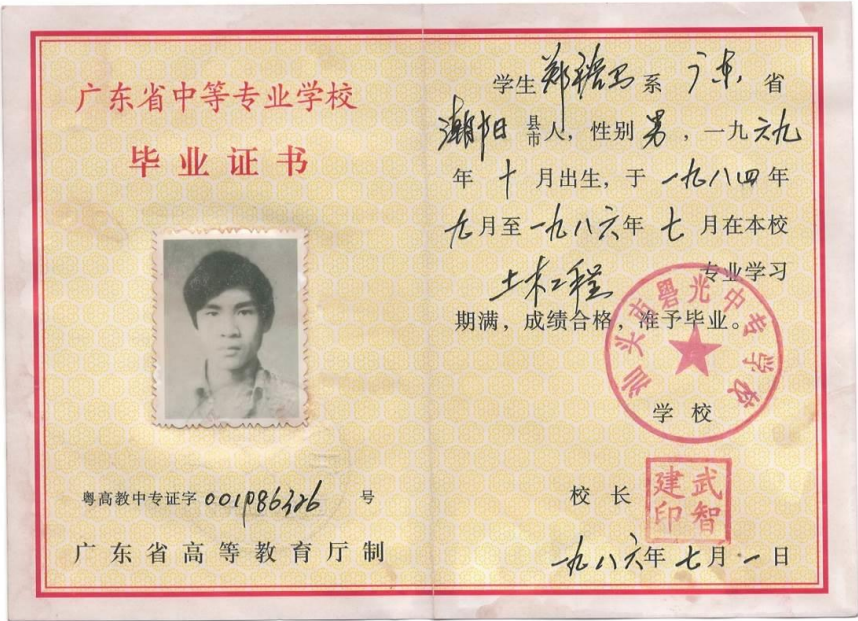 广东省中等专业学校
毕业证书
粤高教中专证字001986326号
广东省高等教育厅制
学生郑 系广东省
潮阳县市人，性别男，一九六九
年十月出生，于一九八四年
九月至一九八六年七月在本校
土木工程专业学习
期满，成绩合格，准予毕业。
汕头市礐光中专学校
学校
校长
武智建印
一九八六年七月一日